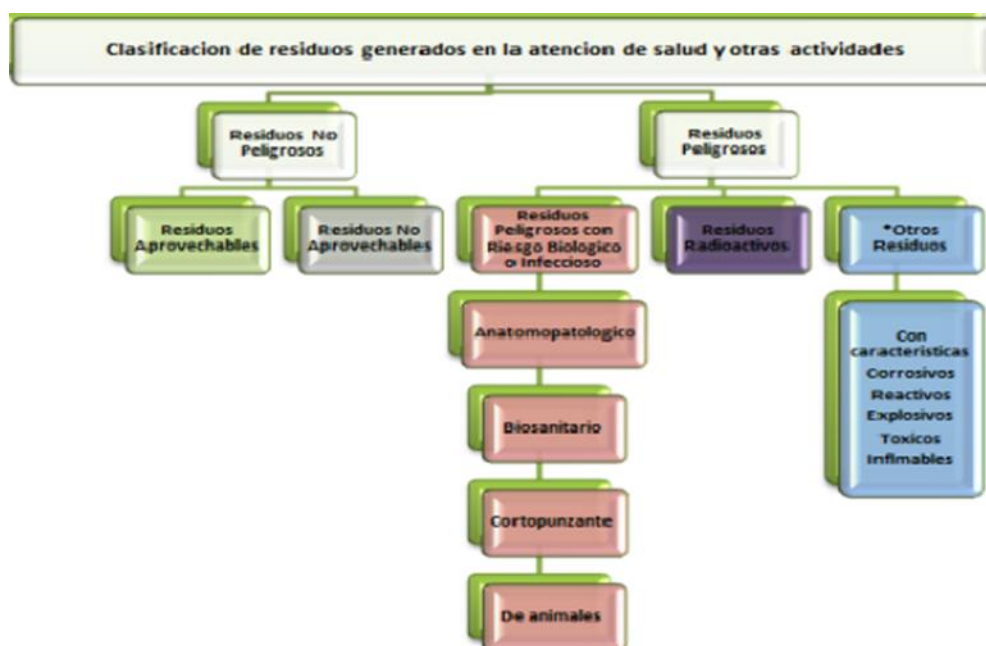 Clasificacion de residuos generados en la atencion de salud y otras actividades
Residuos No
Peligrosos
Residuos
Peligrosos
Residuos
Aprovechables
Residuos No
Aprovechables
Residuos
Peligrosos con
Riesgo Biologico
o Infeccioso
Residuos
Radioactivos
*Otros
Residuos
Anatomopatologico
Biosanitario
Cortopunzante
De animales
Con
caracteristicas
Corrosivos
Reactivos
Explosivos
Toxicos
Inflmables